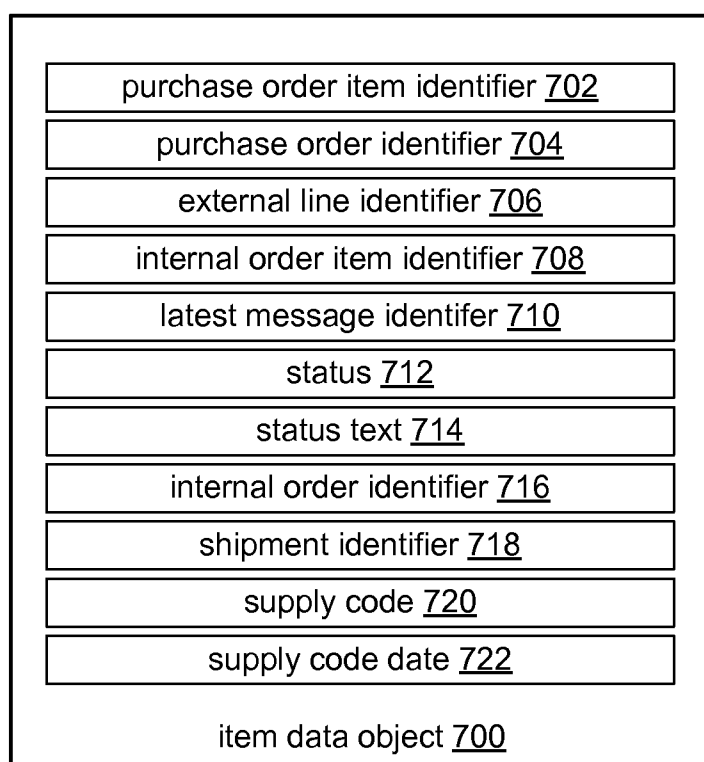 purchase order item identifier 702
purchase order identifier 704
external line identifier 706
internal order item identifier 708
latest message identifer 710
status 712
status text 714
internal order identifier 716
shipment identifier 718
supply code 720
supply code date 722
item data object 700